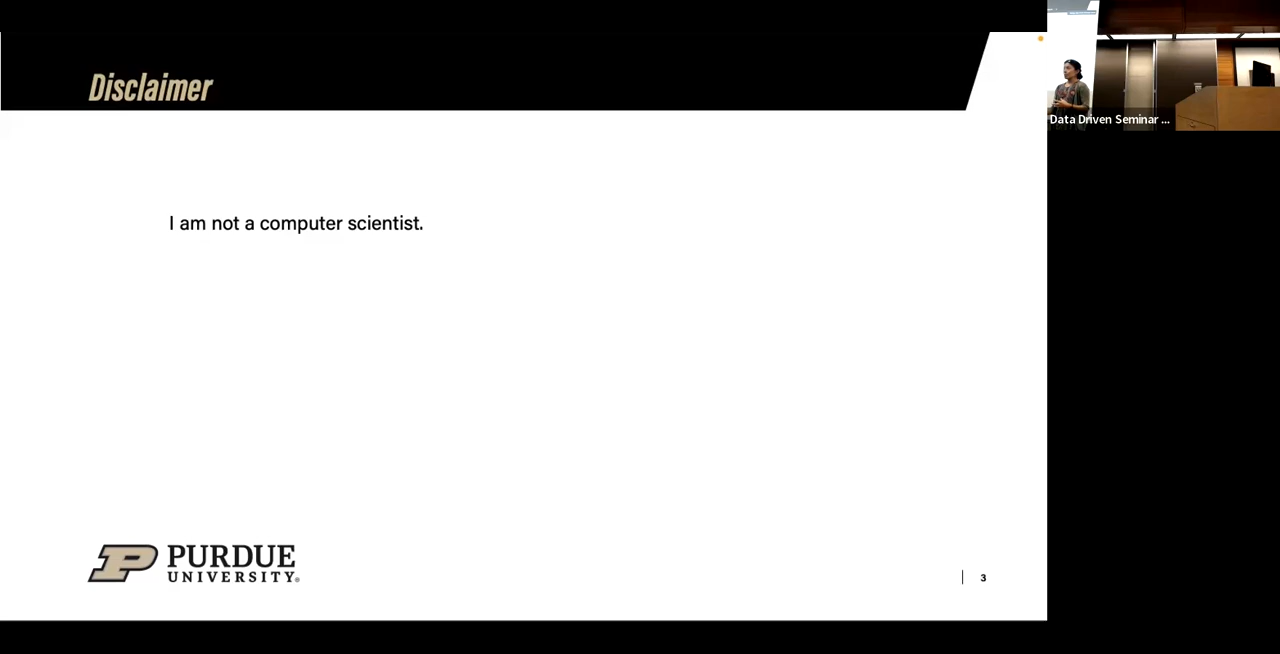 Disclaimer
I am not a computer scientist.
PURDUE
UNIVERSITY®
3
Data Driven Seminar ...